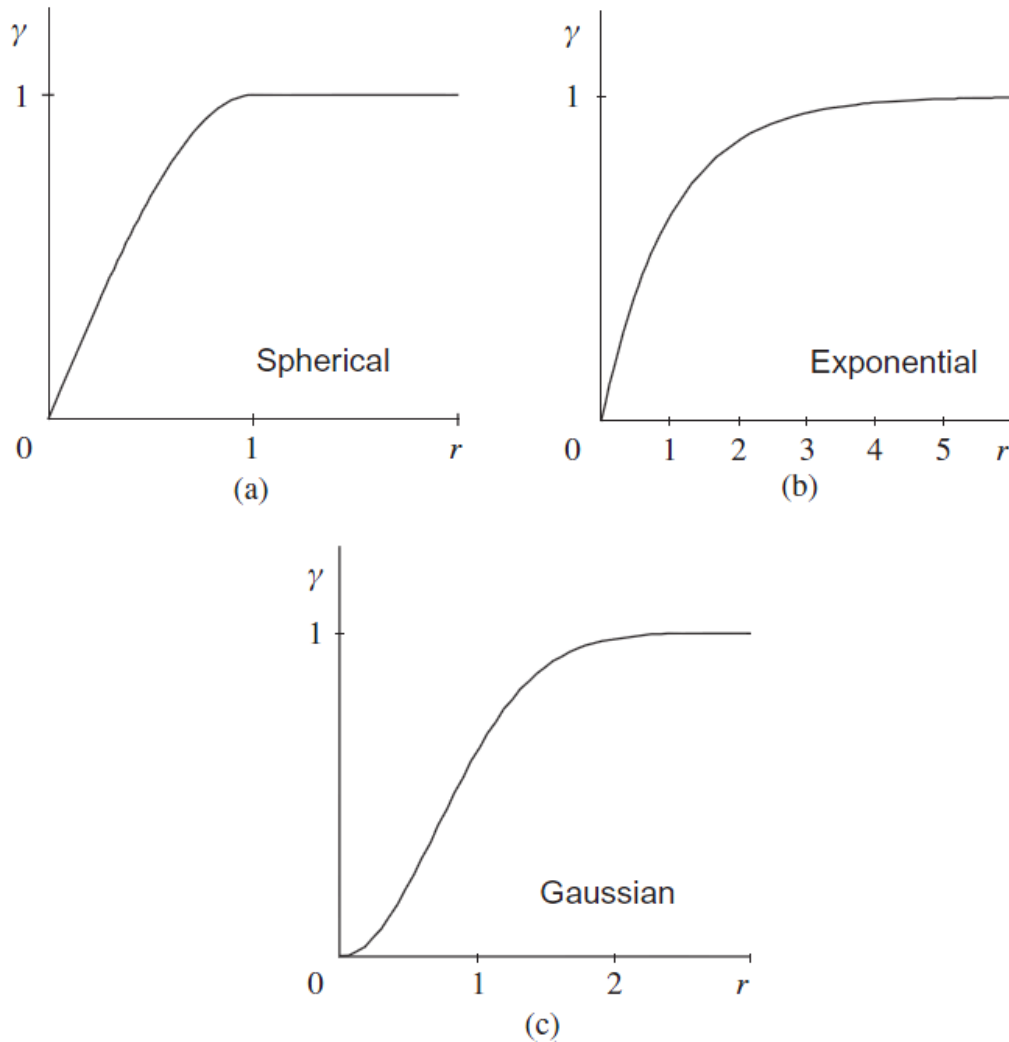 γ
1
Spherical
0 1 r
(a)
γ
1
Exponential
0 1 2 3 4 5 r
(b)
γ
1
Gaussian
0 1 2 r
(c)